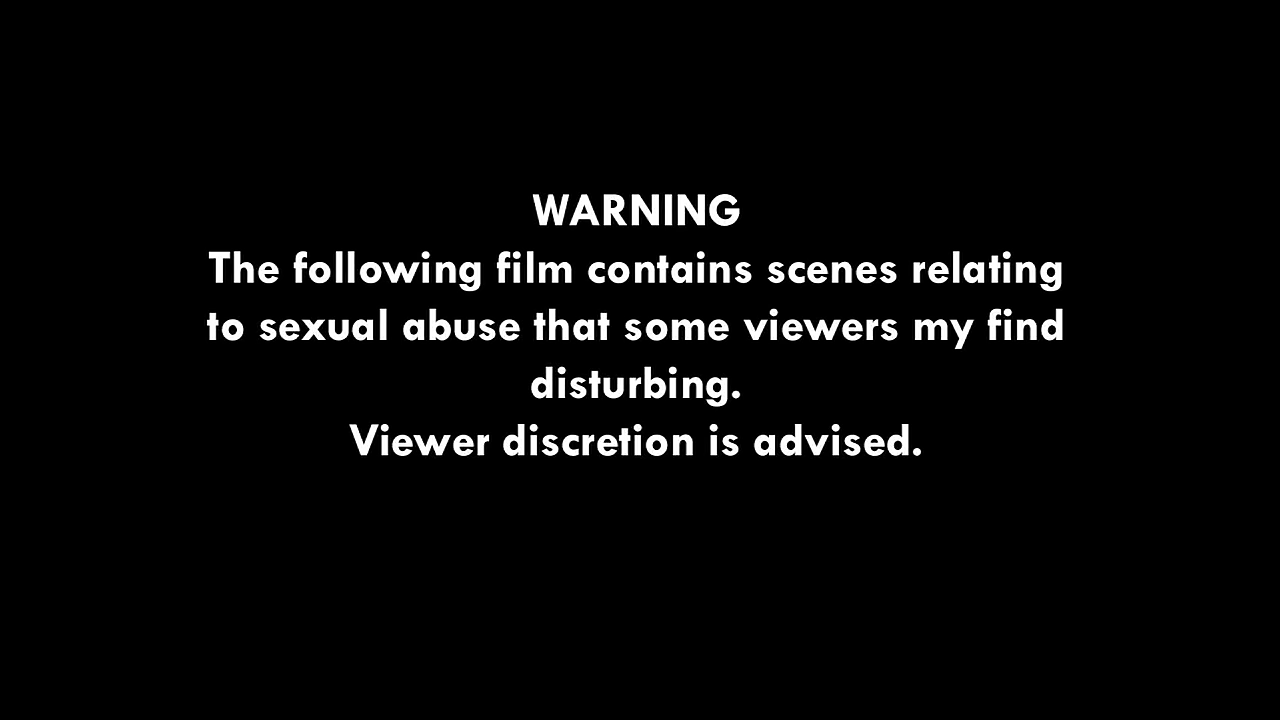 WARNING
The following film contains scenes relating
to sexual abuse that some viewers my find
disturbing.
Viewer discretion is advised.